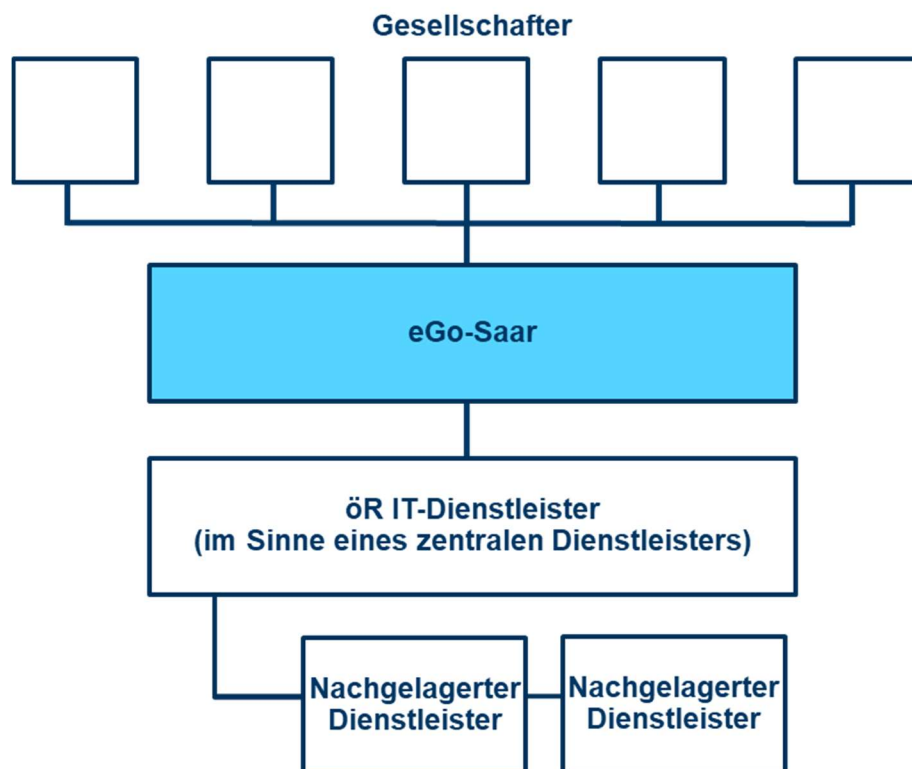 Gesellschafter
eGo-Saar
öR IT-Dienstleister
(im Sinne eines zentralen Dienstleisters)
Nachgelagerter
Dienstleister
Nachgelagerter
Dienstleister